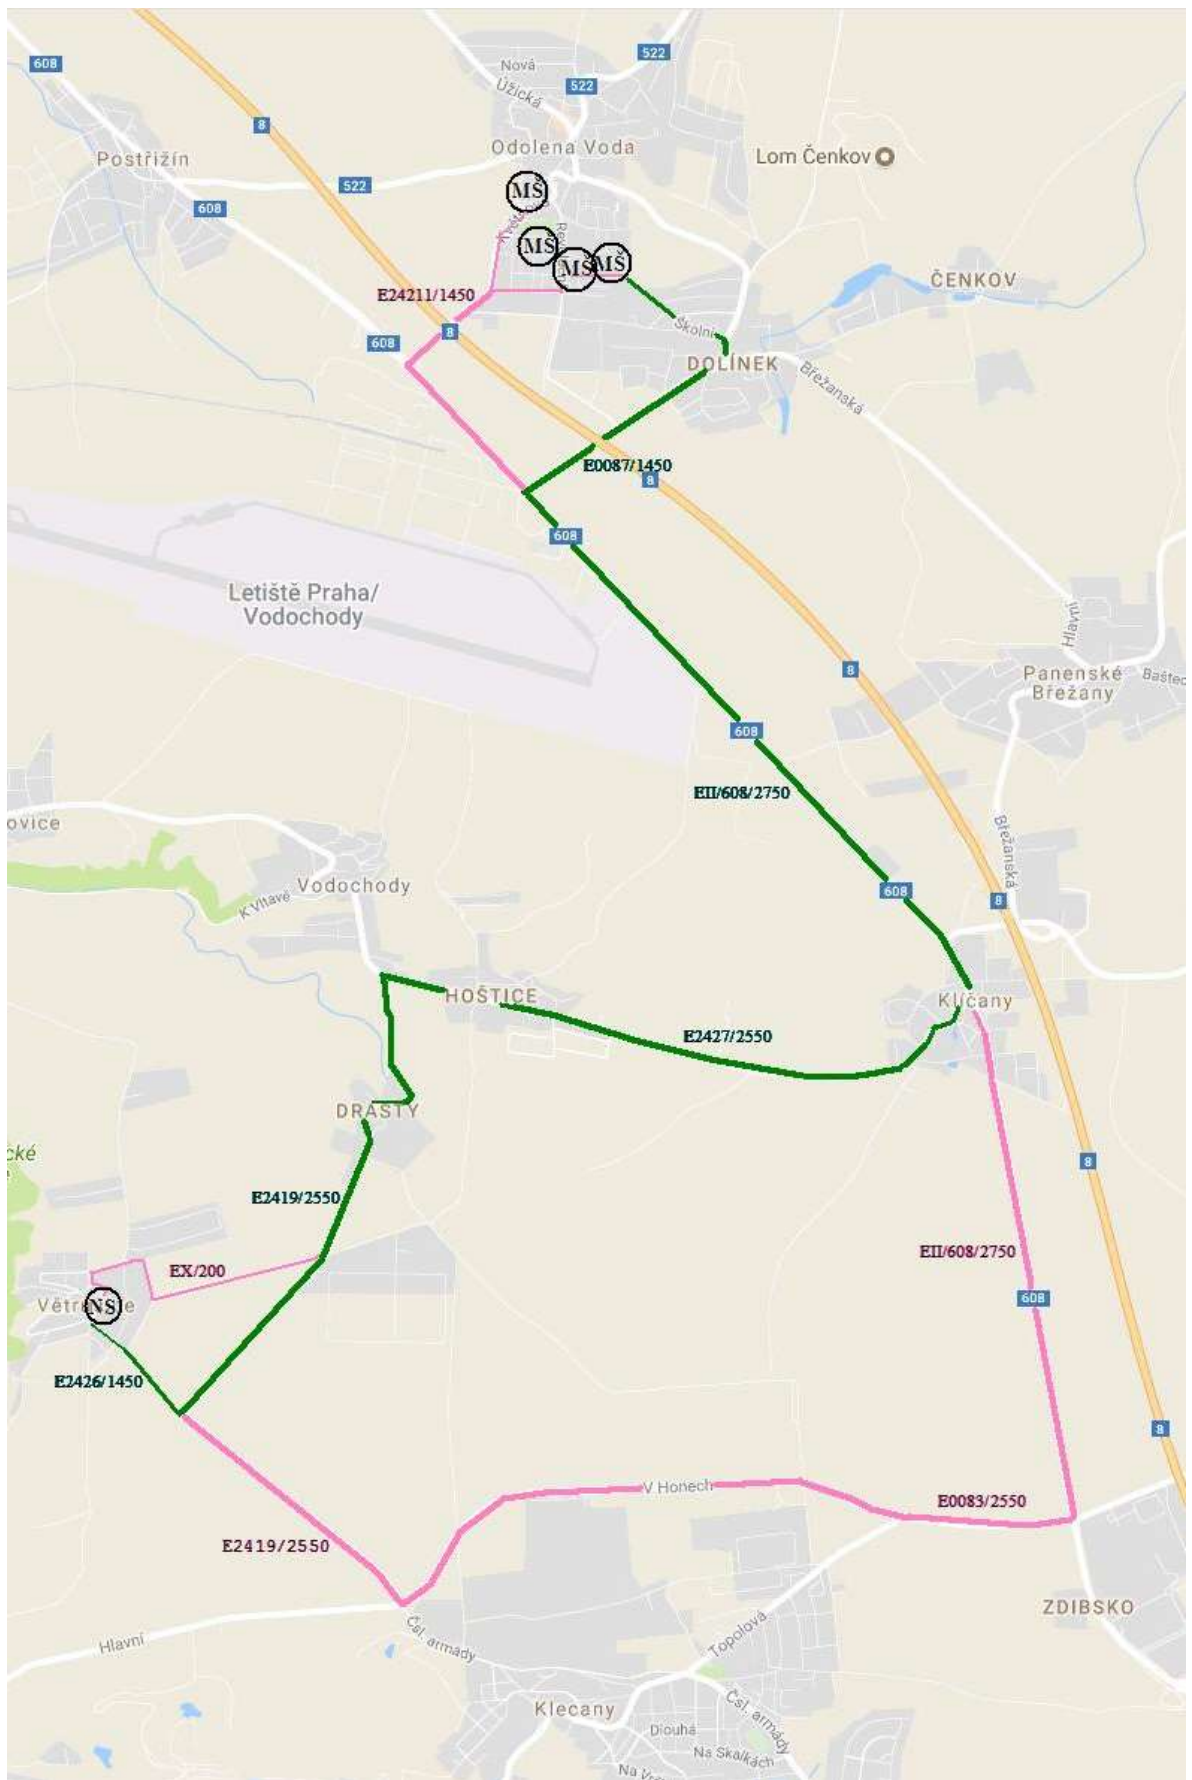 608
522
Nová
Úžická
522
8
Odolena Voda
Postřižín
Lom Čenkov
522
MŠ
608
MŠ
MŠ
MŠ
ČENKOV
E24211/1450
8
608
Školní
DOLÍNEK
Břežanská
E0087/1450
8
608
Letiště Praha/
Vodochody
Hlavní
8
Panenské
Břežany
Baštec
608
EII/608/2750
ovice
Břežanská
Vodochody
608
K Vltavě
8
HOŠTICE
Klíčany
E2427/2550
DRASTY
cké
8
E2419/2550
EX/200
EII/608/2750
608
NS
E2426/1450
8
V Honech
E0083/2550
E2419/2550
ZDIBSKO
Hlavní
Čsl. armády
Topolová
Klecany
Čsl. armády
Dlouhá
Na Skalkách